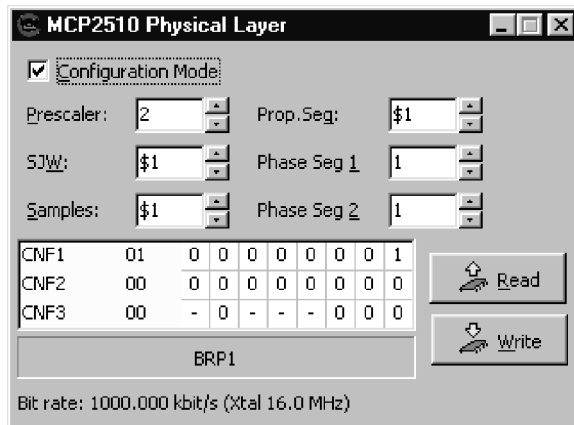 MCP2510 Physical Layer
Configuration Mode
Prescaler: 2 Prop.Seg: $1
SJW: $1 Phase Seg 1 1
Samples: $1 Phase Seg 2 1
CNF1 01 0 0 0 0 0 0 0 1
CNF2 00 0 0 0 0 0 0 0 0
CNF3 00 - 0 - - - 0 0 0
Read
Write
BRP1
Bit rate: 1000.000 kbit/s (Xtal 16.0 MHz)